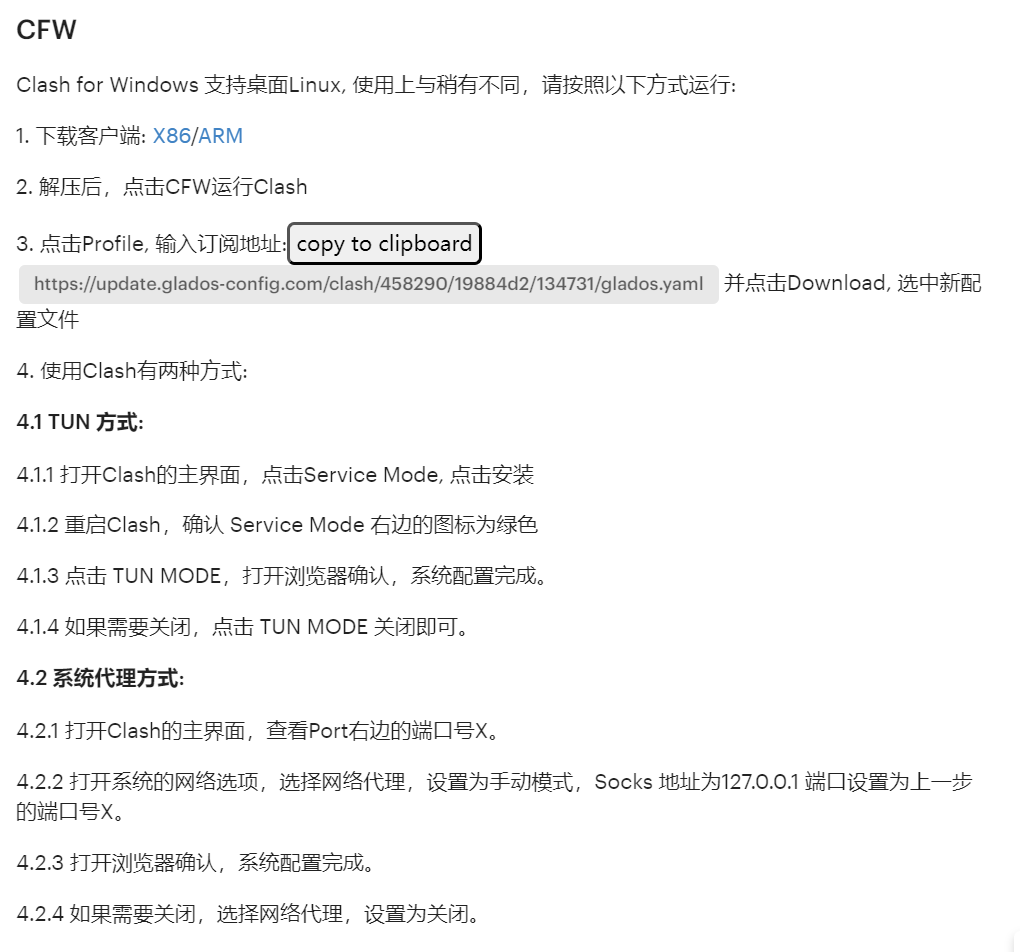 CFW
Clash for Windows 支持桌面Linux, 使用上与稍有不同，请按照以下方式运行:
1. 下载客户端: X86/ARM
2. 解压后，点击CFW运行Clash
3. 点击Profile, 输入订阅地址: copy to clipboard
https://update.glados-config.com/clash/458290/19884d2/134731/glados.yaml 并点击Download, 选中新配
置文件
4. 使用Clash有两种方式:
4.1 TUN 方式:
4.1.1 打开Clash的主界面，点击Service Mode, 点击安装
4.1.2 重启Clash，确认 Service Mode 右边的图标为绿色
4.1.3 点击 TUN MODE，打开浏览器确认，系统配置完成。
4.1.4 如果需要关闭，点击 TUN MODE 关闭即可。
4.2 系统代理方式:
4.2.1 打开Clash的主界面，查看Port右边的端口号X。
4.2.2 打开系统的网络选项，选择网络代理，设置为手动模式，Socks 地址为127.0.0.1 端口设置为上一步
的端口号X。
4.2.3 打开浏览器确认，系统配置完成。
4.2.4 如果需要关闭，选择网络代理，设置为关闭。